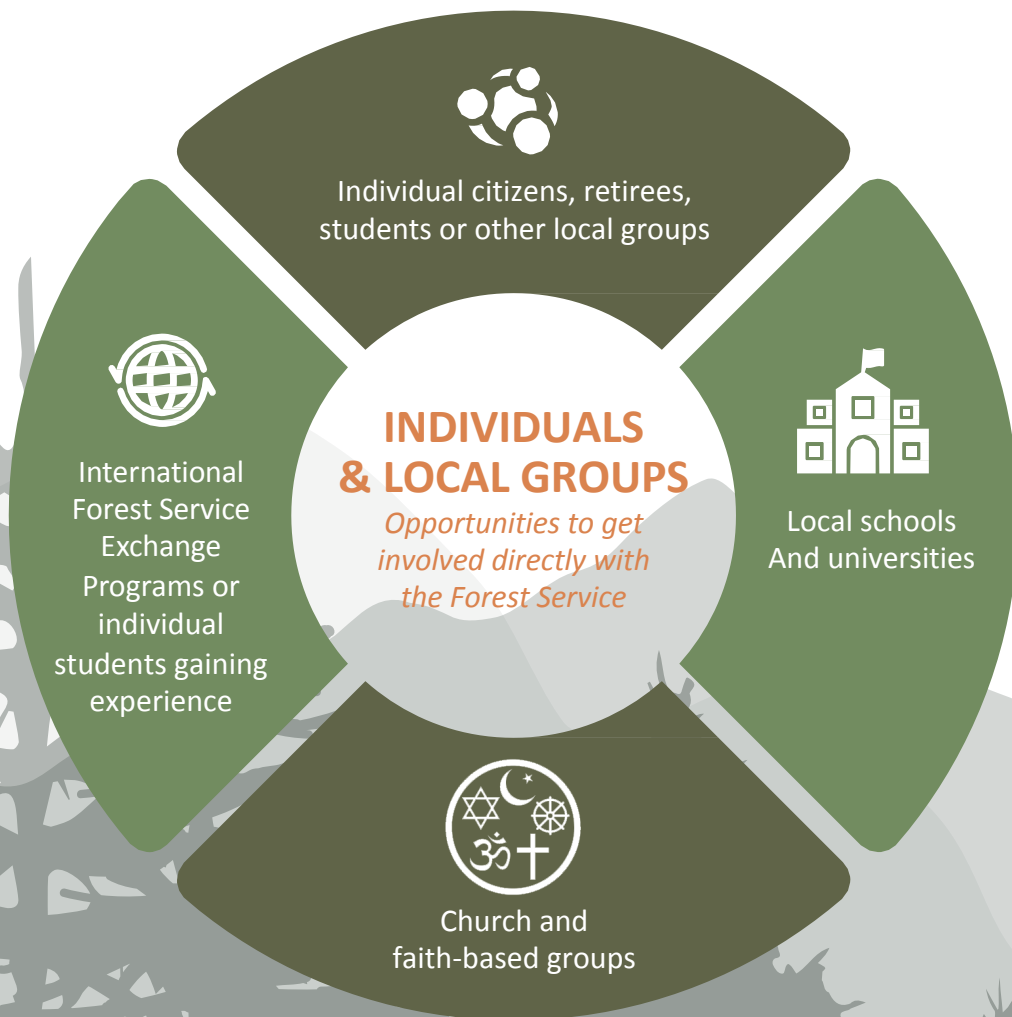 Individual citizens, retirees,
students or other local groups
INDIVIDUALS
& LOCAL GROUPS
Opportunities to get
involved directly with
the Forest Service
International
Forest Service
Exchange
Programs or
individual
students gaining
experience
Local schools
And universities
Church and
faith-based groups